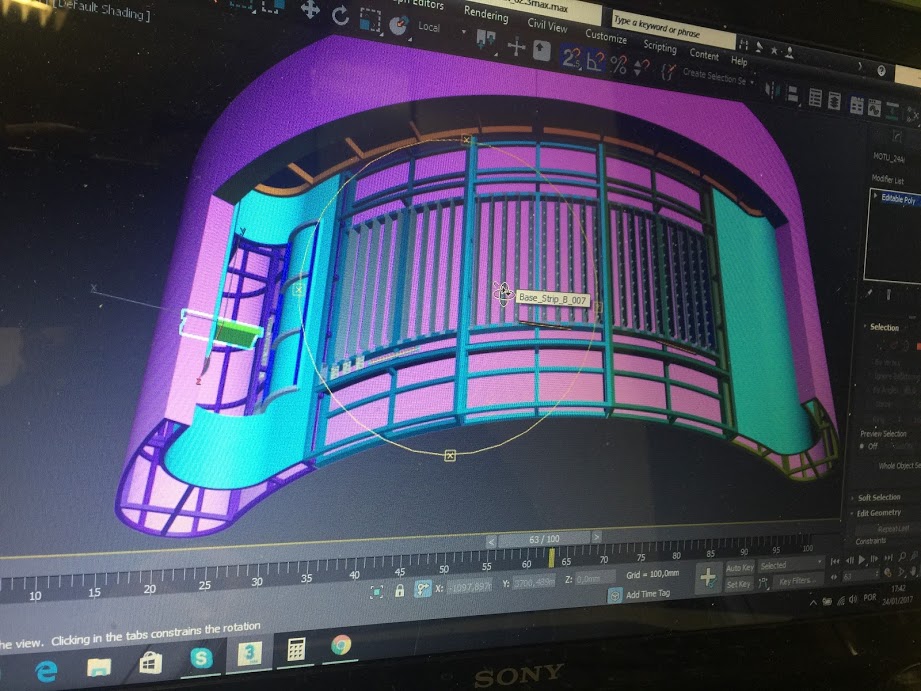 [Default Shading ]
Graph Editors
Rendering
Civil View
Customize
Scripting
Content
Help
Type a keyword or phrase
Local
Create Selection Se
MOTU_244
Modifier List
Editable Poly
Base_Strip_B_007
Selection
Preview Selection
Off
Whole Object
Soft Selection
Edit Geometry
Repeat Last
Constraints
63 / 100
10 15 20 25 30 35 40 45 50 55 60 65 70 75 80 85 90 95 100
X: -1097,897
Y: 3700,489
Z: 0,0mm
Grid = 100,0mm
Add Time Tag
Auto Key
Selected
Set Key
Key Filters...
he view. Clicking in the tabs constrains the rotation
POR
17:42
24/01/2017
SONY